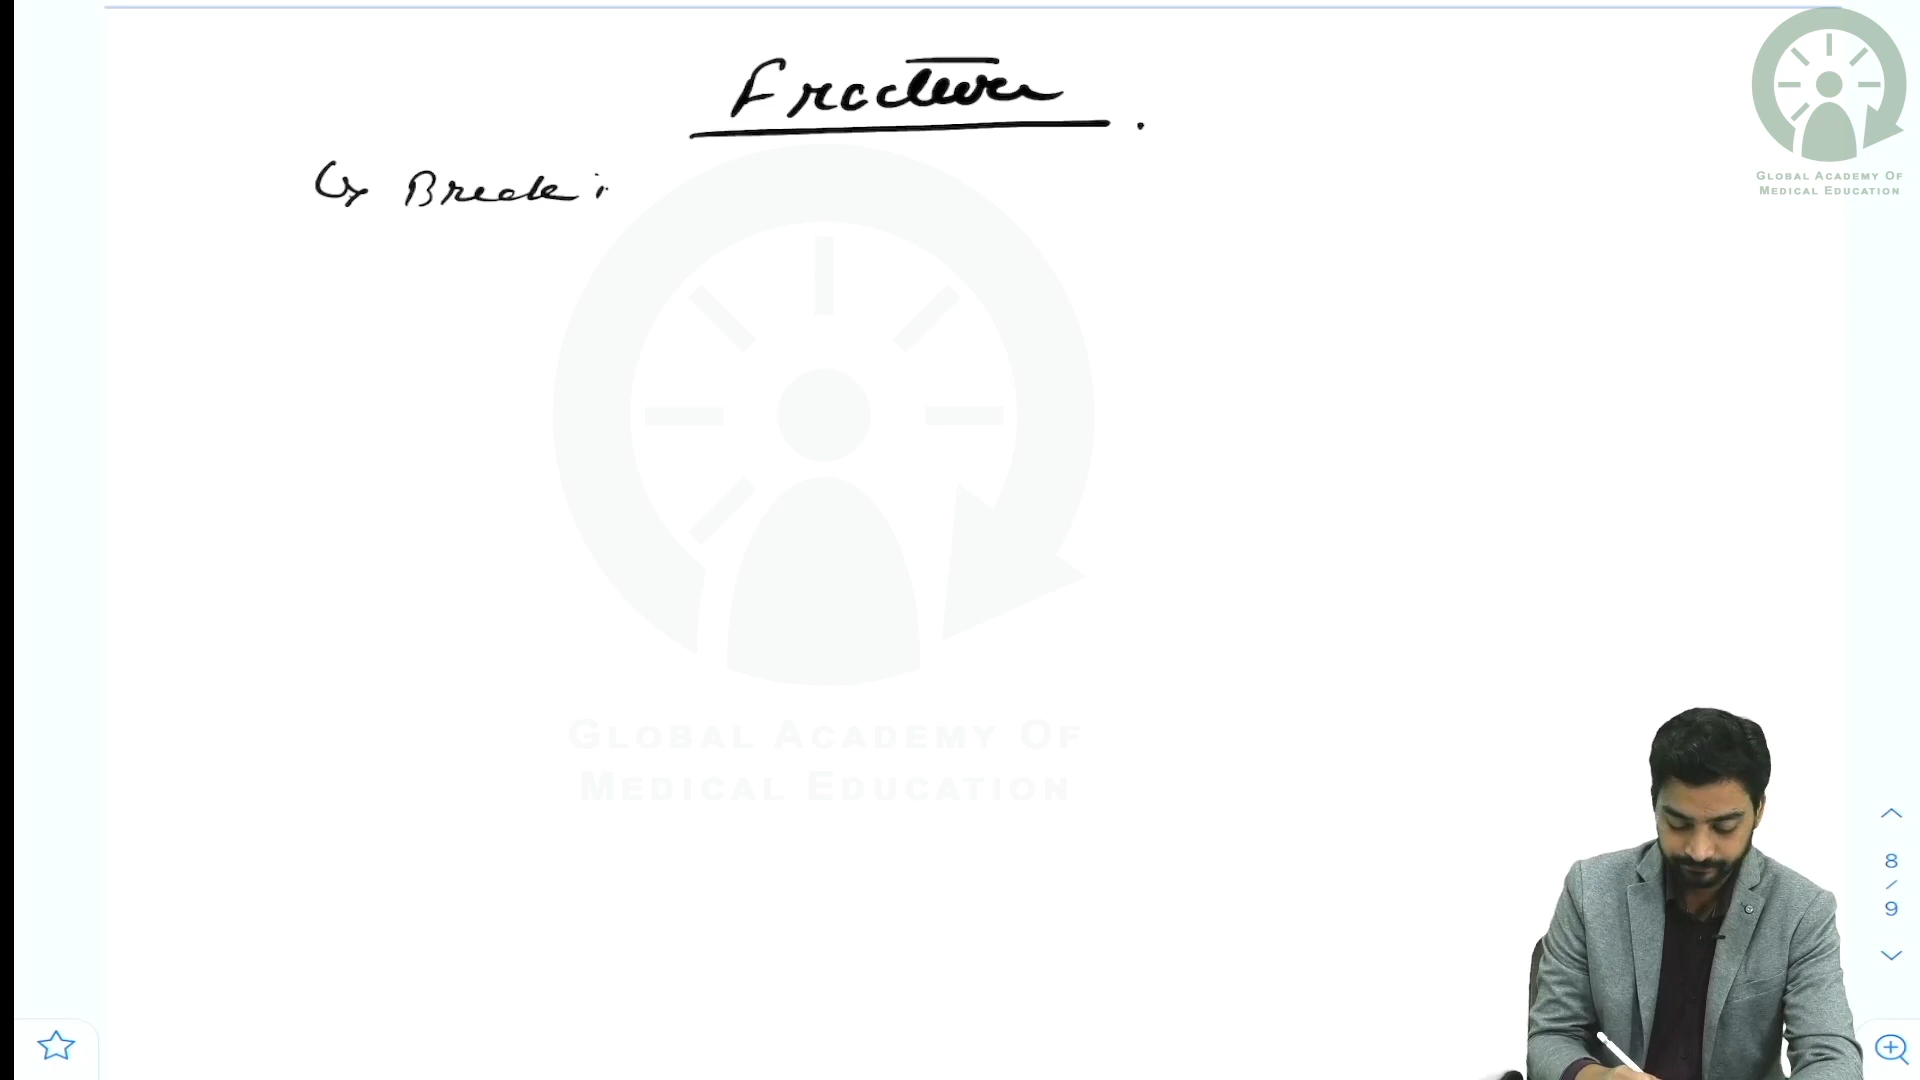 Fracture
↳ Break i
GLOBAL ACADEMY OF
MEDICAL EDUCATION
GLOBAL ACADEMY OF
MEDICAL EDUCATION
8
/
9